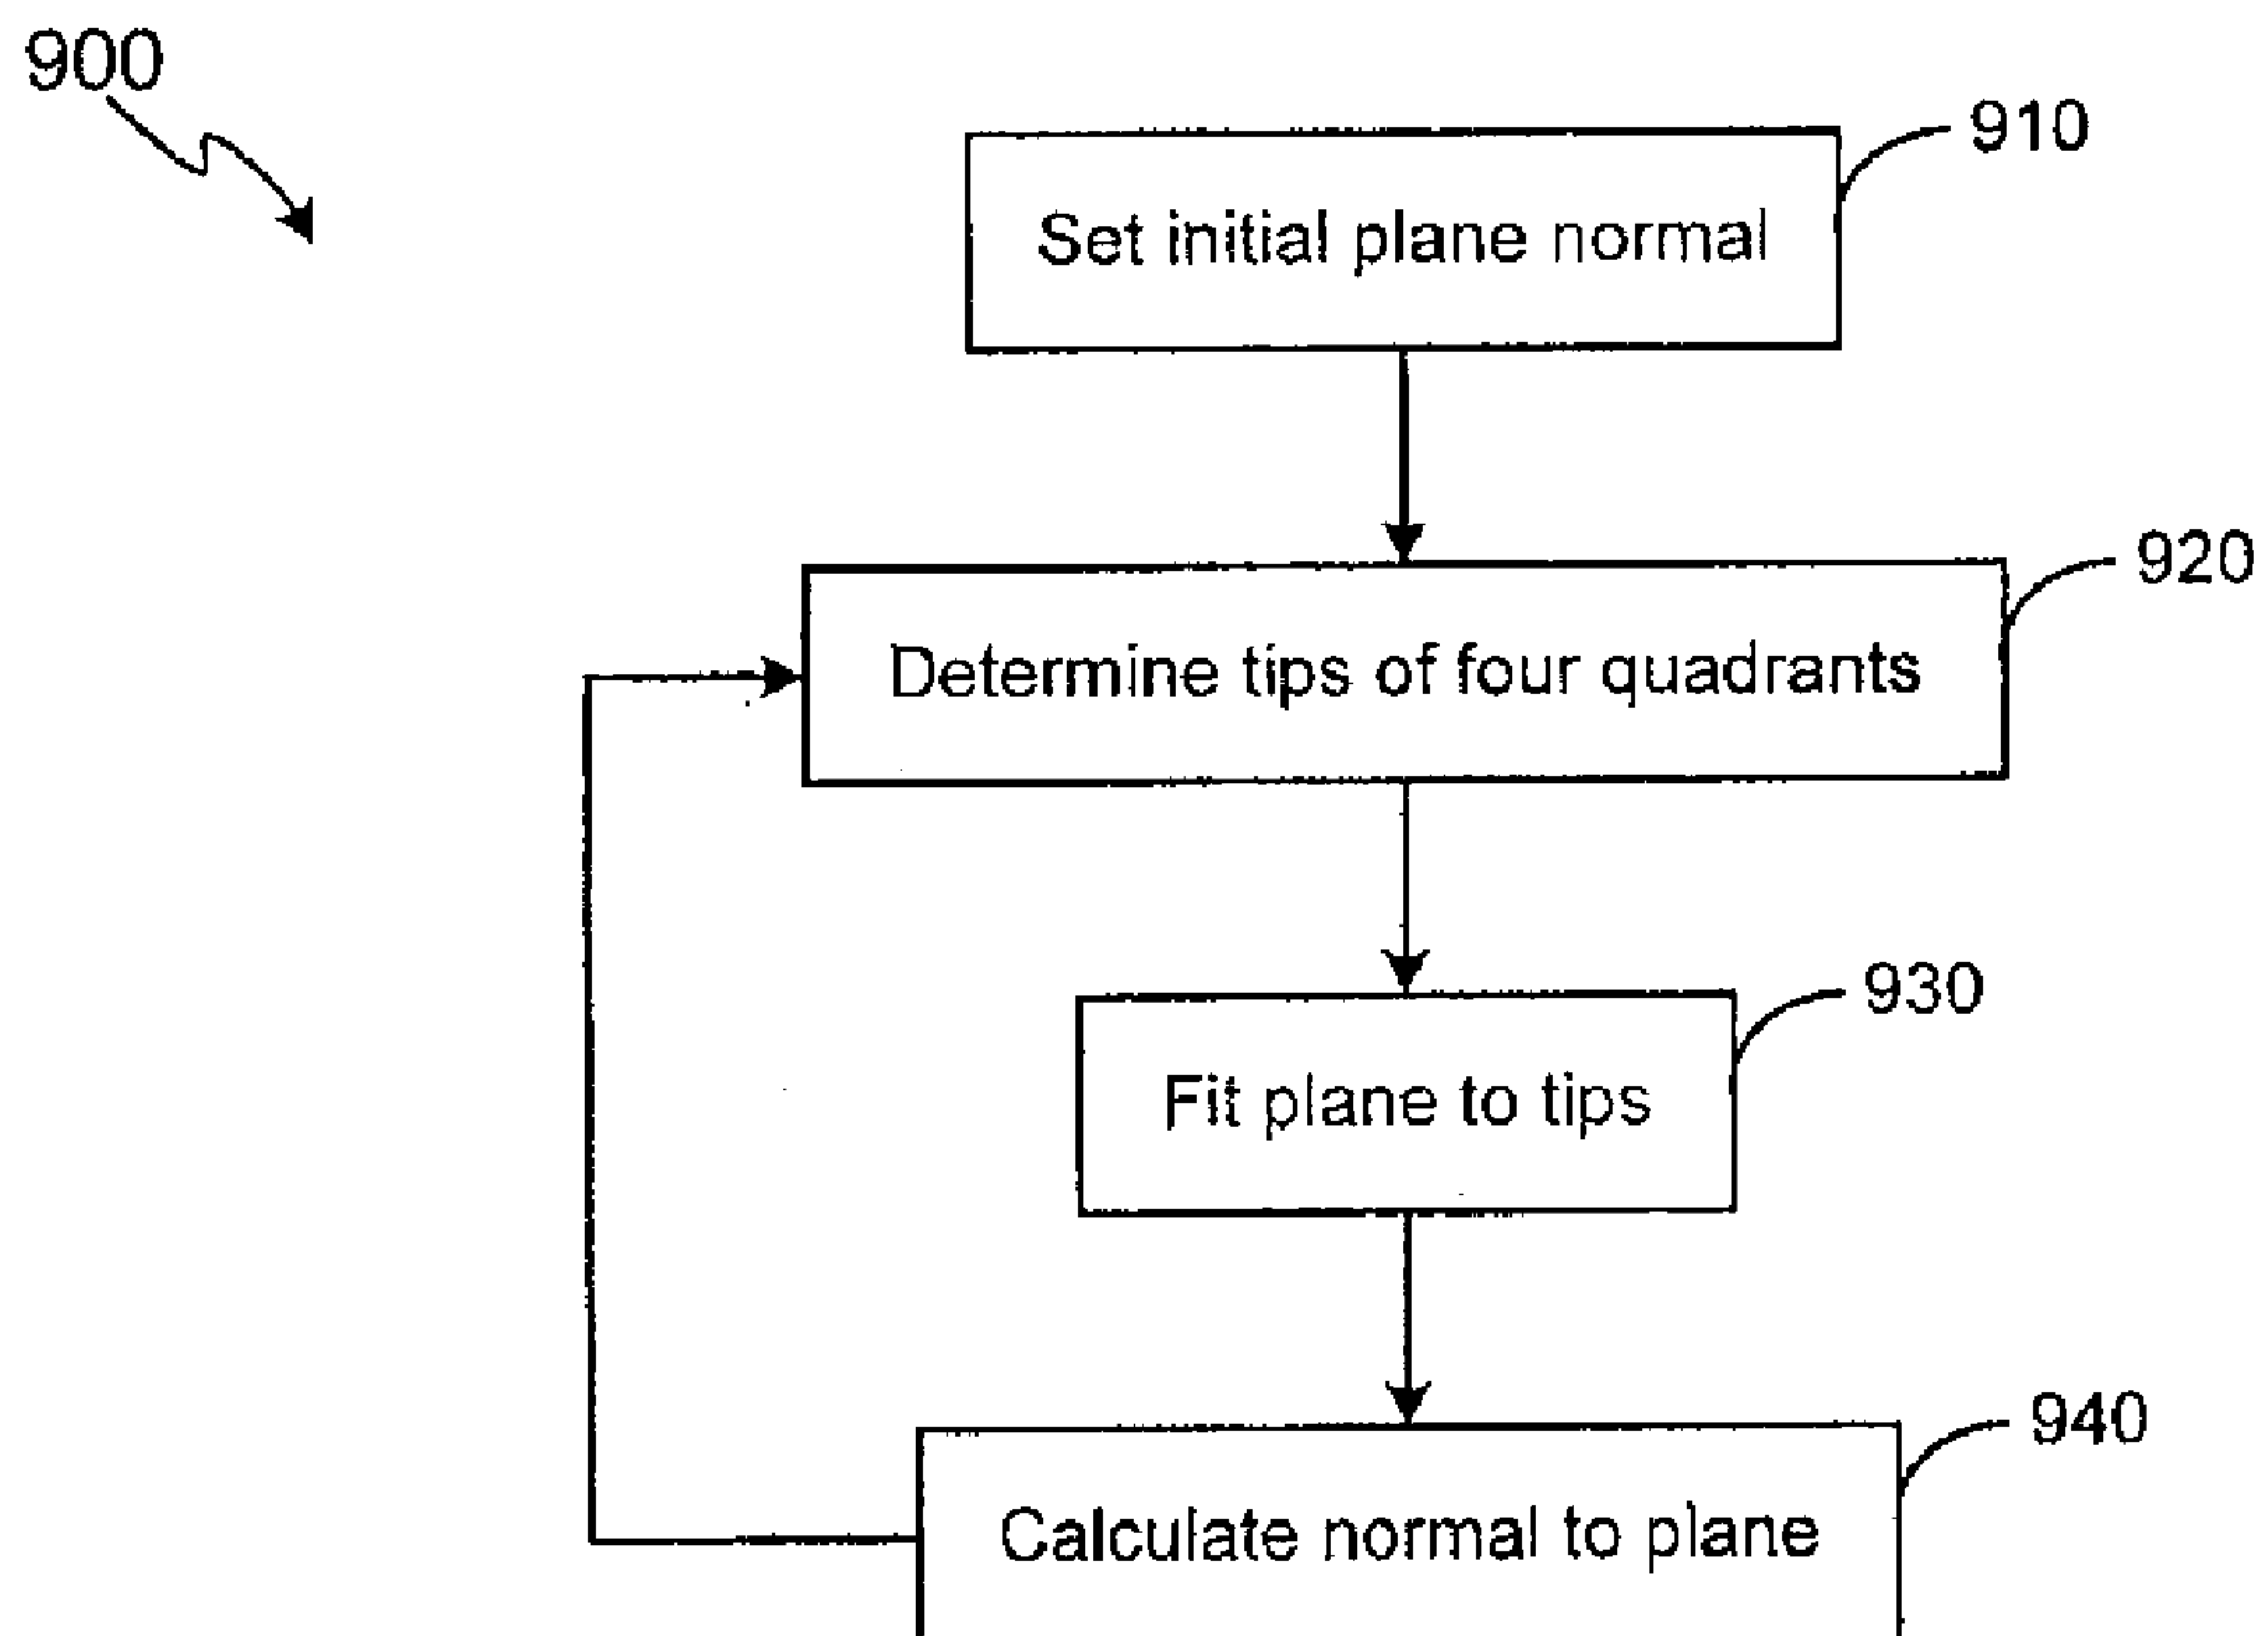 900
910
Set initial plane normal
920
Determine tips of four quadrants
930
Fit plane to tips
940
Calculate normal to plane